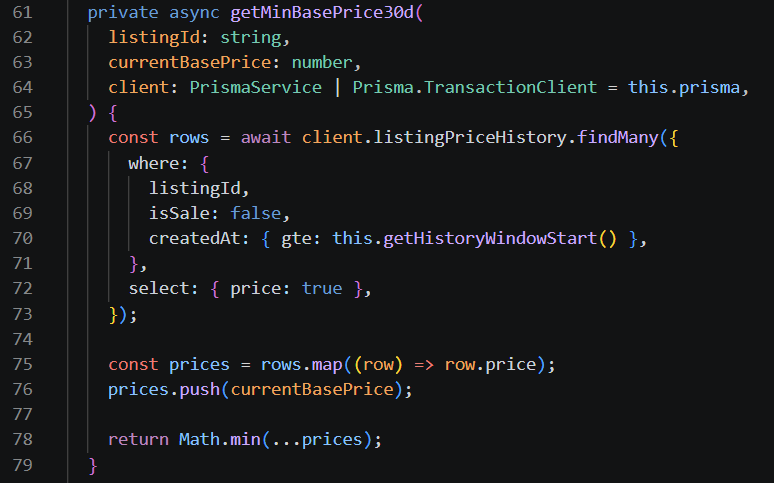 61 private async getMinBasePrice30d(
62 listingId: string,
63 currentBasePrice: number,
64 client: PrismaService | Prisma.TransactionClient = this.prisma,
65 ) {
66 const rows = await client.listingPriceHistory.findMany({
67 where: {
68 listingId,
69 isSale: false,
70 createdAt: { gte: this.getHistoryWindowStart() },
71 },
72 select: { price: true },
73 });
74
75 const prices = rows.map((row) => row.price);
76 prices.push(currentBasePrice);
77
78 return Math.min(...prices);
79 }